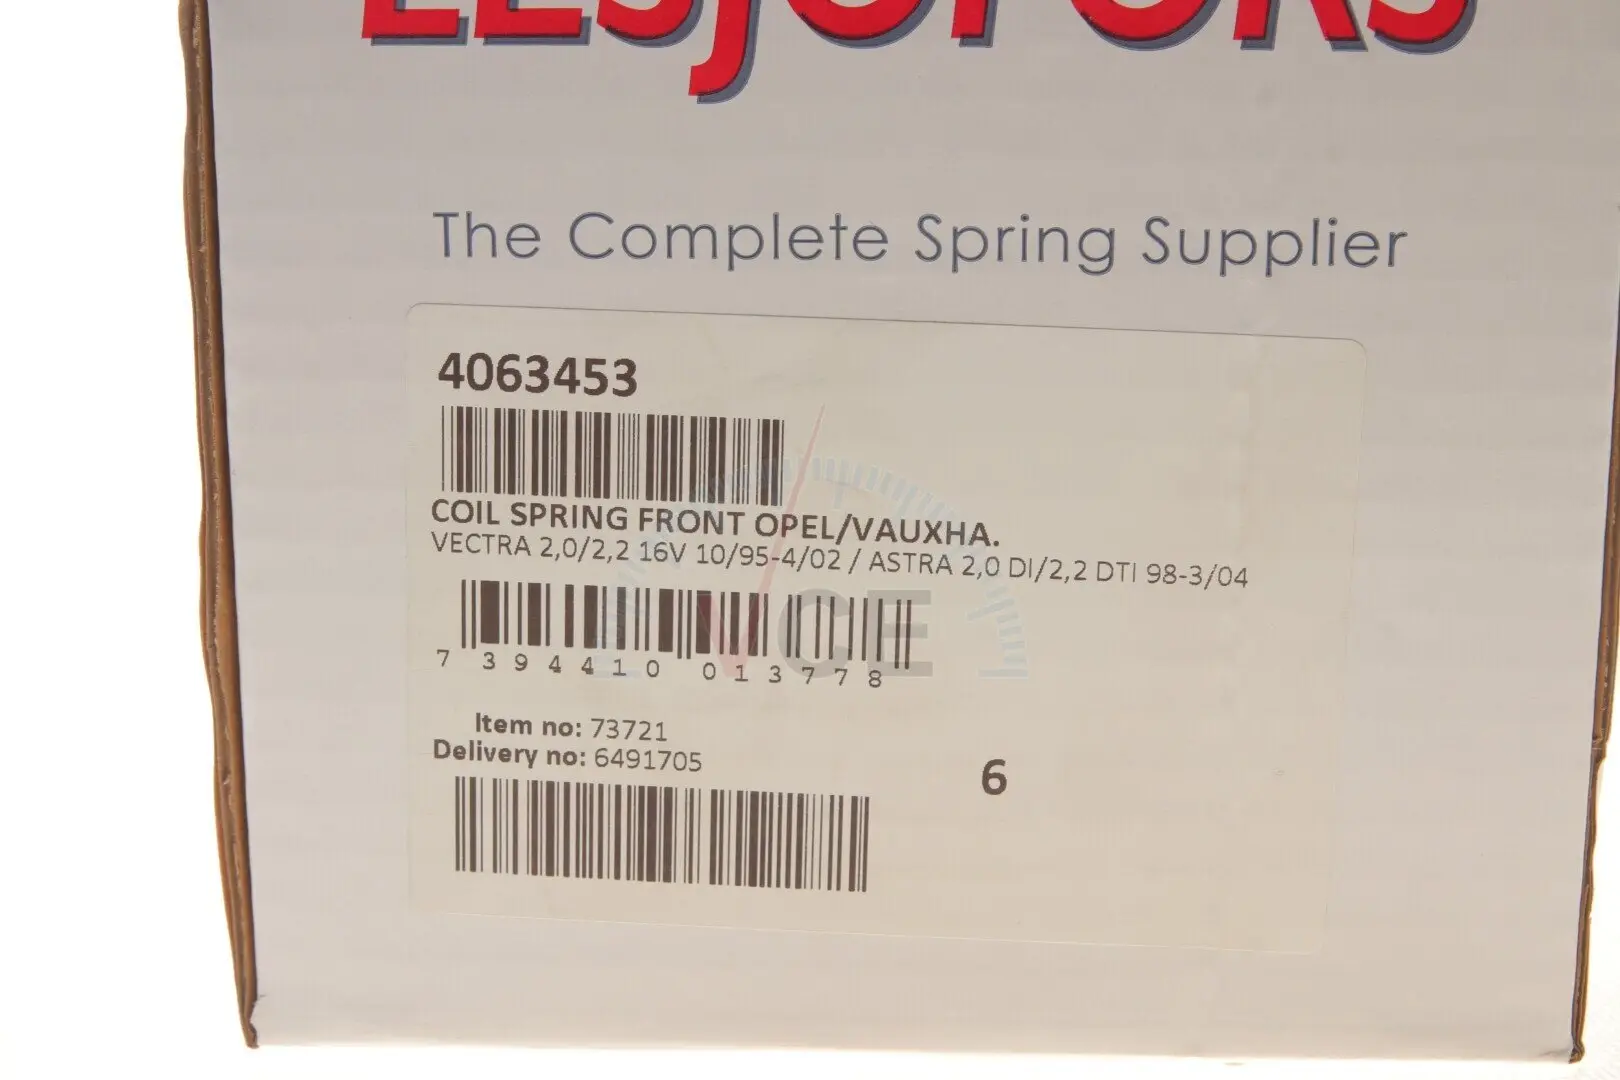 LESJÖFORS
The Complete Spring Supplier
4063453
COIL SPRING FRONT OPEL/VAUXHA.
VECTRA 2,0/2,2 16V 10/95-4/02 / ASTRA 2,0 DI/2,2 DTI 98-3/04
VCE
7 394410 013778
Item no: 73721
Delivery no: 6491705
6